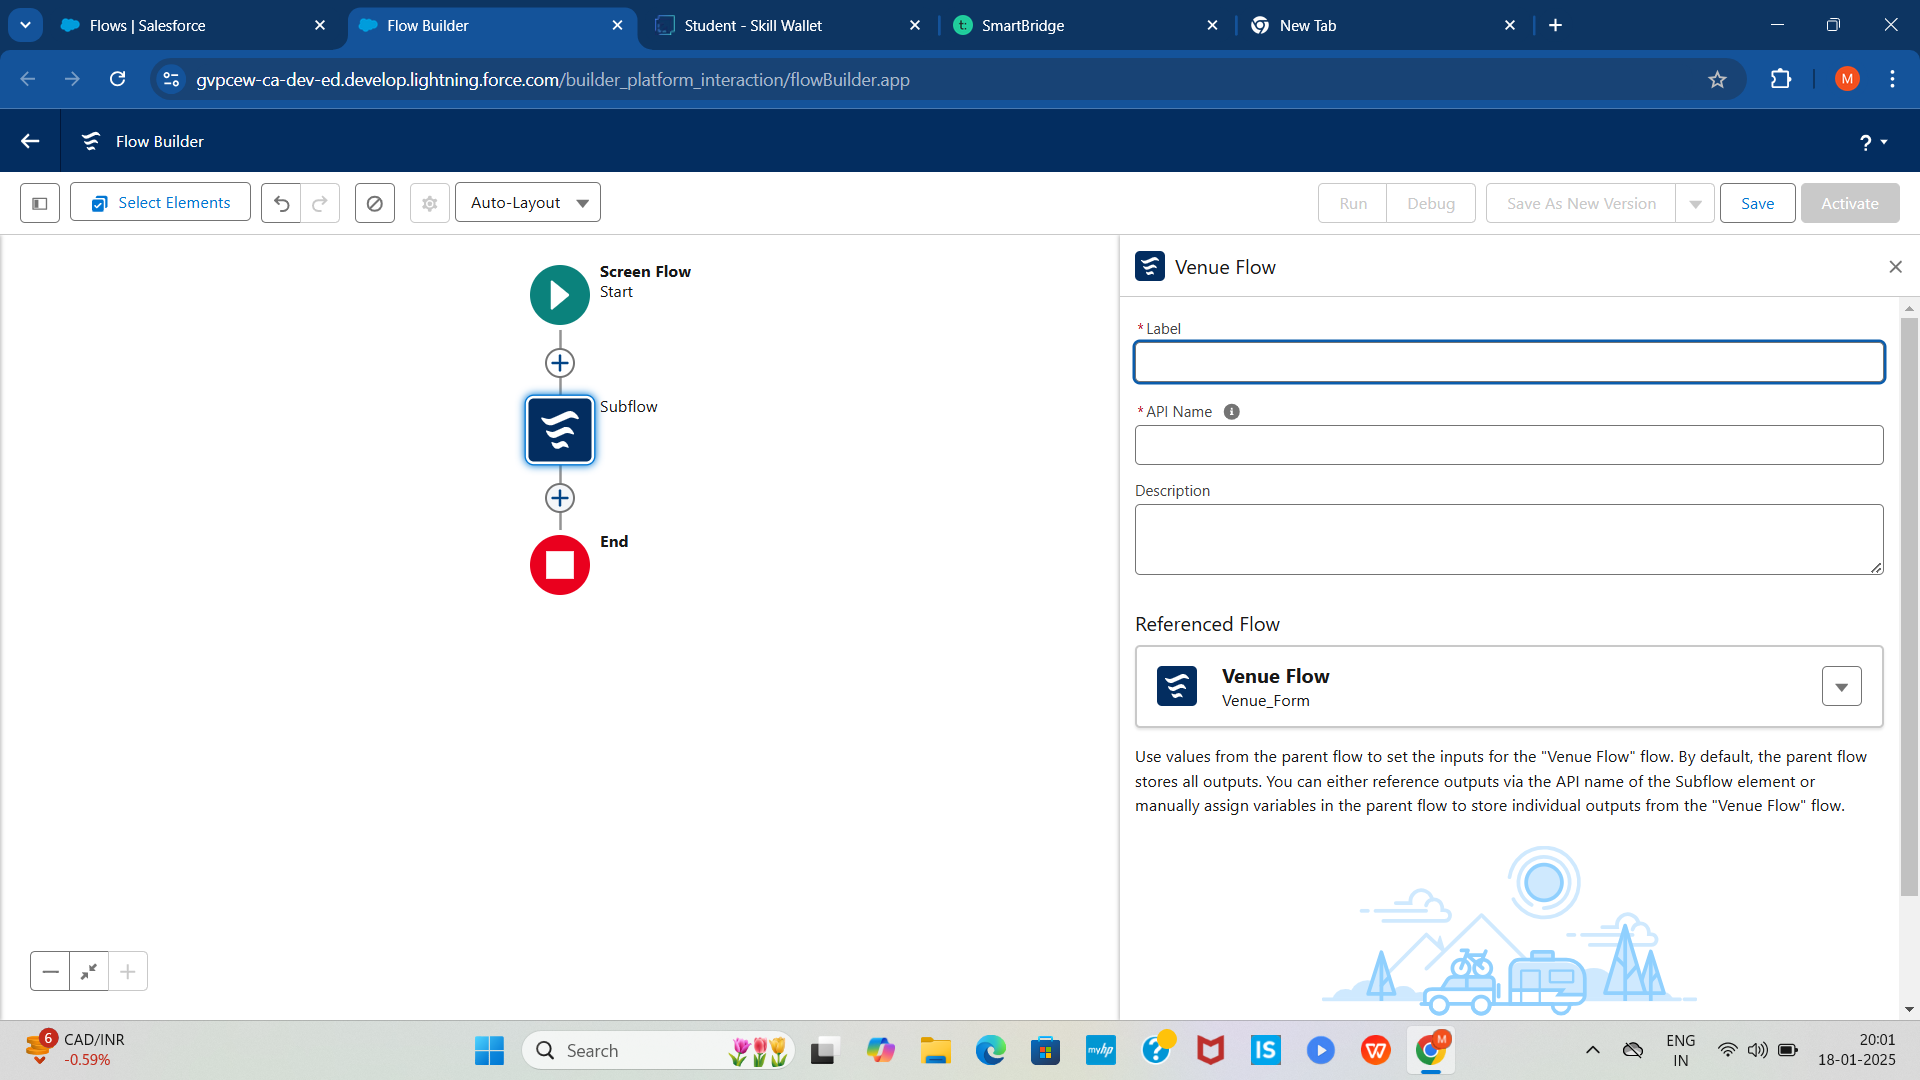 Flows | Salesforce
Flow Builder
Student - Skill Wallet
SmartBridge
New Tab
gvpcew-ca-dev-ed.develop.lightning.force.com/builder_platform_interaction/flowBuilder.app
M
Flow Builder
?
Select Elements
Auto-Layout
Run
Debug
Save As New Version
Save
Activate
Screen Flow
Start
Subflow
End
Venue Flow
* Label
* API Name
Description
Referenced Flow
Venue Flow
Venue_Form
Use values from the parent flow to set the inputs for the "Venue Flow" flow. By default, the parent flow
stores all outputs. You can either reference outputs via the API name of the Subflow element or
manually assign variables in the parent flow to store individual outputs from the "Venue Flow" flow.
6
CAD/INR
-0.59%
Search
myhp
?
IS
W
M
ENG
IN
20:01
18-01-2025